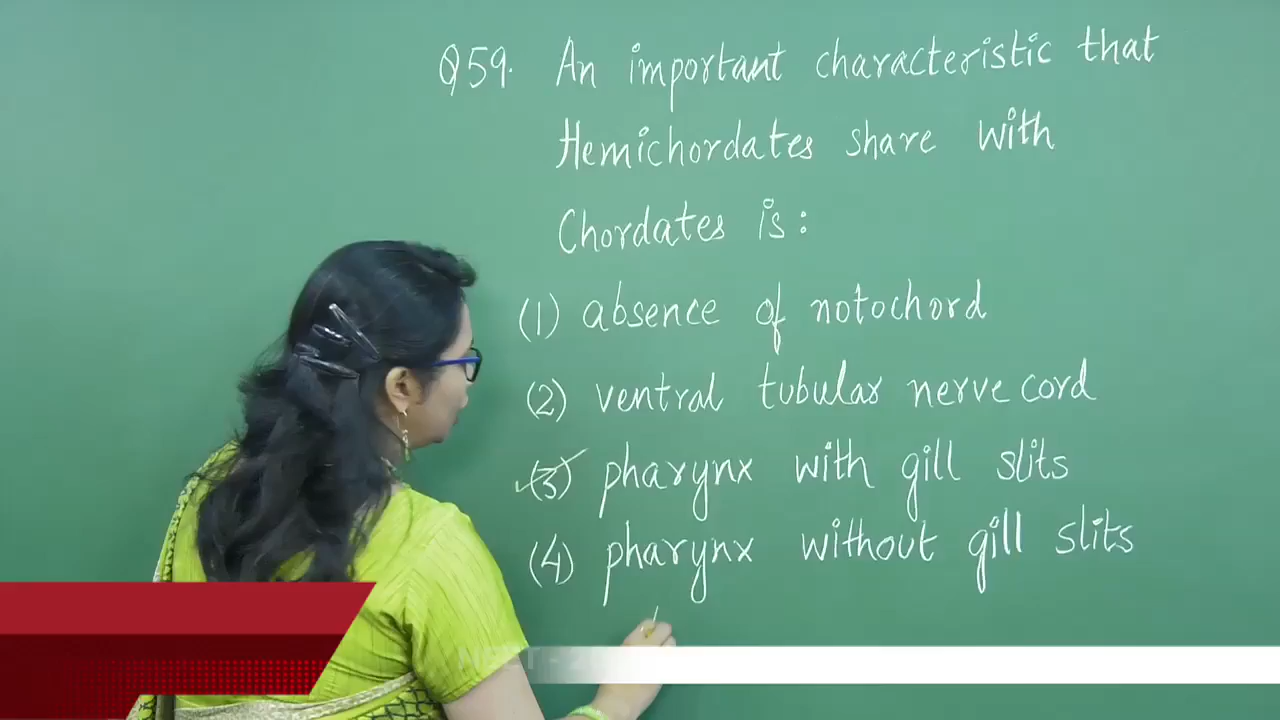 Q59. An important characteristic that
Hemichordates share with
Chordates is:
(1) absence of notochord
(2) ventral tubular nerve cord
(3) pharynx with gill slits
(4) pharynx without gill slits